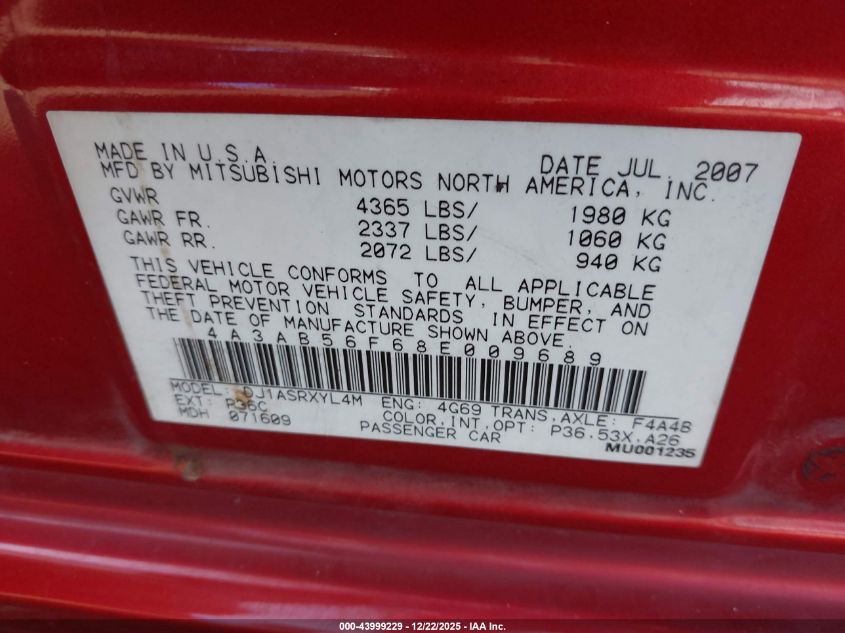 MADE IN U.S.A. DATE JUL. 2007
MFD BY MITSUBISHI MOTORS NORTH AMERICA, INC.
GVWR 4365 LBS/ 1980 KG
GAWR FR. 2337 LBS/ 1060 KG
GAWR RR. 2072 LBS/ 940 KG
THIS VEHICLE CONFORMS TO ALL APPLICABLE
FEDERAL MOTOR VEHICLE SAFETY, BUMPER, AND
THEFT PREVENTION STANDARDS IN EFFECT ON
THE DATE OF MANUFACTURE SHOWN ABOVE.
4A3AB56F68E009689
MODEL: DJ1ASRXYL4M ENG: 4G69 TRANS.AXLE: F4A4B
EXT: P36C COLOR,INT,OPT: P36.53X.A26
MDH 071609 PASSENGER CAR
MU001235
000-43999229 - 12/22/2025 - IAA Inc.